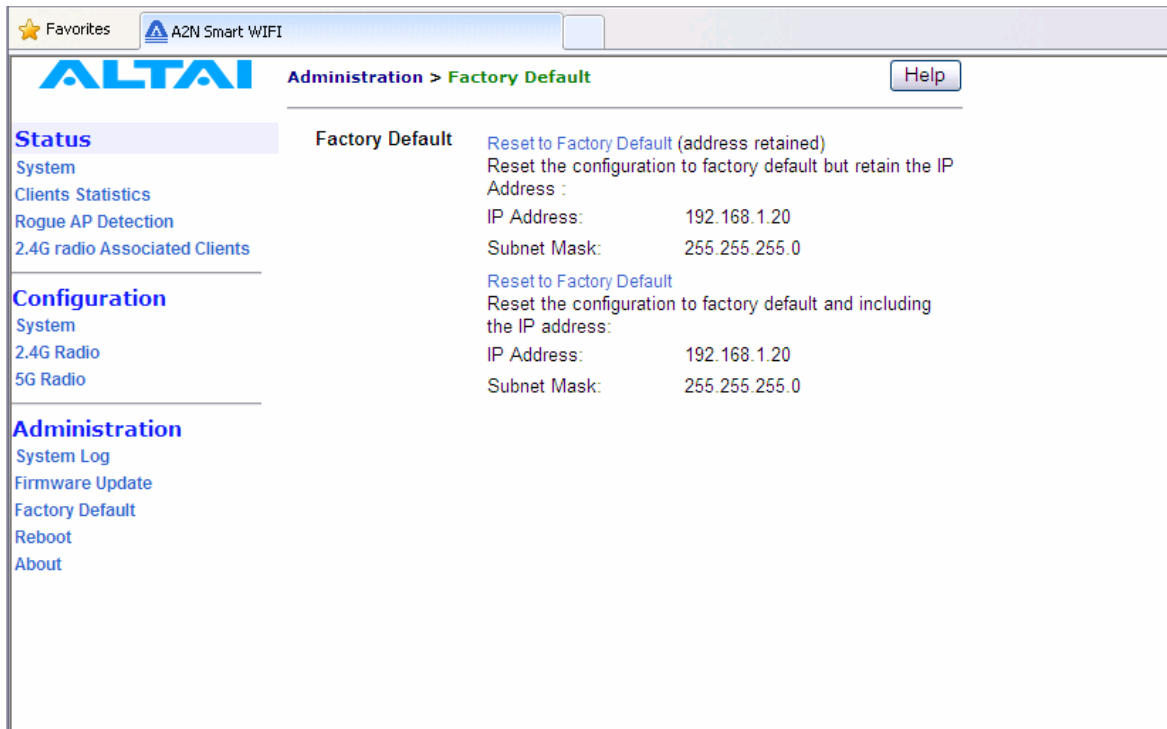 Favorites
A2N Smart WIFI
ALTAI
Administration > Factory Default
Help
Status
System
Clients Statistics
Rogue AP Detection
2.4G radio Associated Clients
Configuration
System
2.4G Radio
5G Radio
Administration
System Log
Firmware Update
Factory Default
Reboot
About
Factory Default
Reset to Factory Default (address retained)
Reset the configuration to factory default but retain the IP
Address :
IP Address: 192.168.1.20
Subnet Mask: 255.255.255.0
Reset to Factory Default
Reset the configuration to factory default and including
the IP address:
IP Address: 192.168.1.20
Subnet Mask: 255.255.255.0